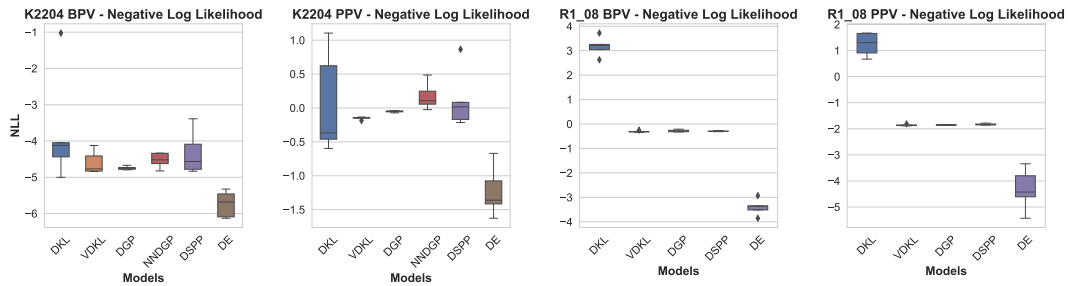 K2204 BPV - Negative Log Likelihood
NLL
−1
−2
−3
−4
−5
−6
DKL
VDKL
DGP
NNDGP
DSPP
DE
Models
K2204 PPV - Negative Log Likelihood
1.0
0.5
0.0
−0.5
−1.0
−1.5
DKL
VDKL
DGP
NNDGP
DSPP
DE
Models
R1_08 BPV - Negative Log Likelihood
4
3
2
1
0
−1
−2
−3
−4
DKL
VDKL
DGP
DSPP
DE
Models
R1_08 PPV - Negative Log Likelihood
2
1
0
−1
−2
−3
−4
−5
DKL
VDKL
DGP
DSPP
DE
Models